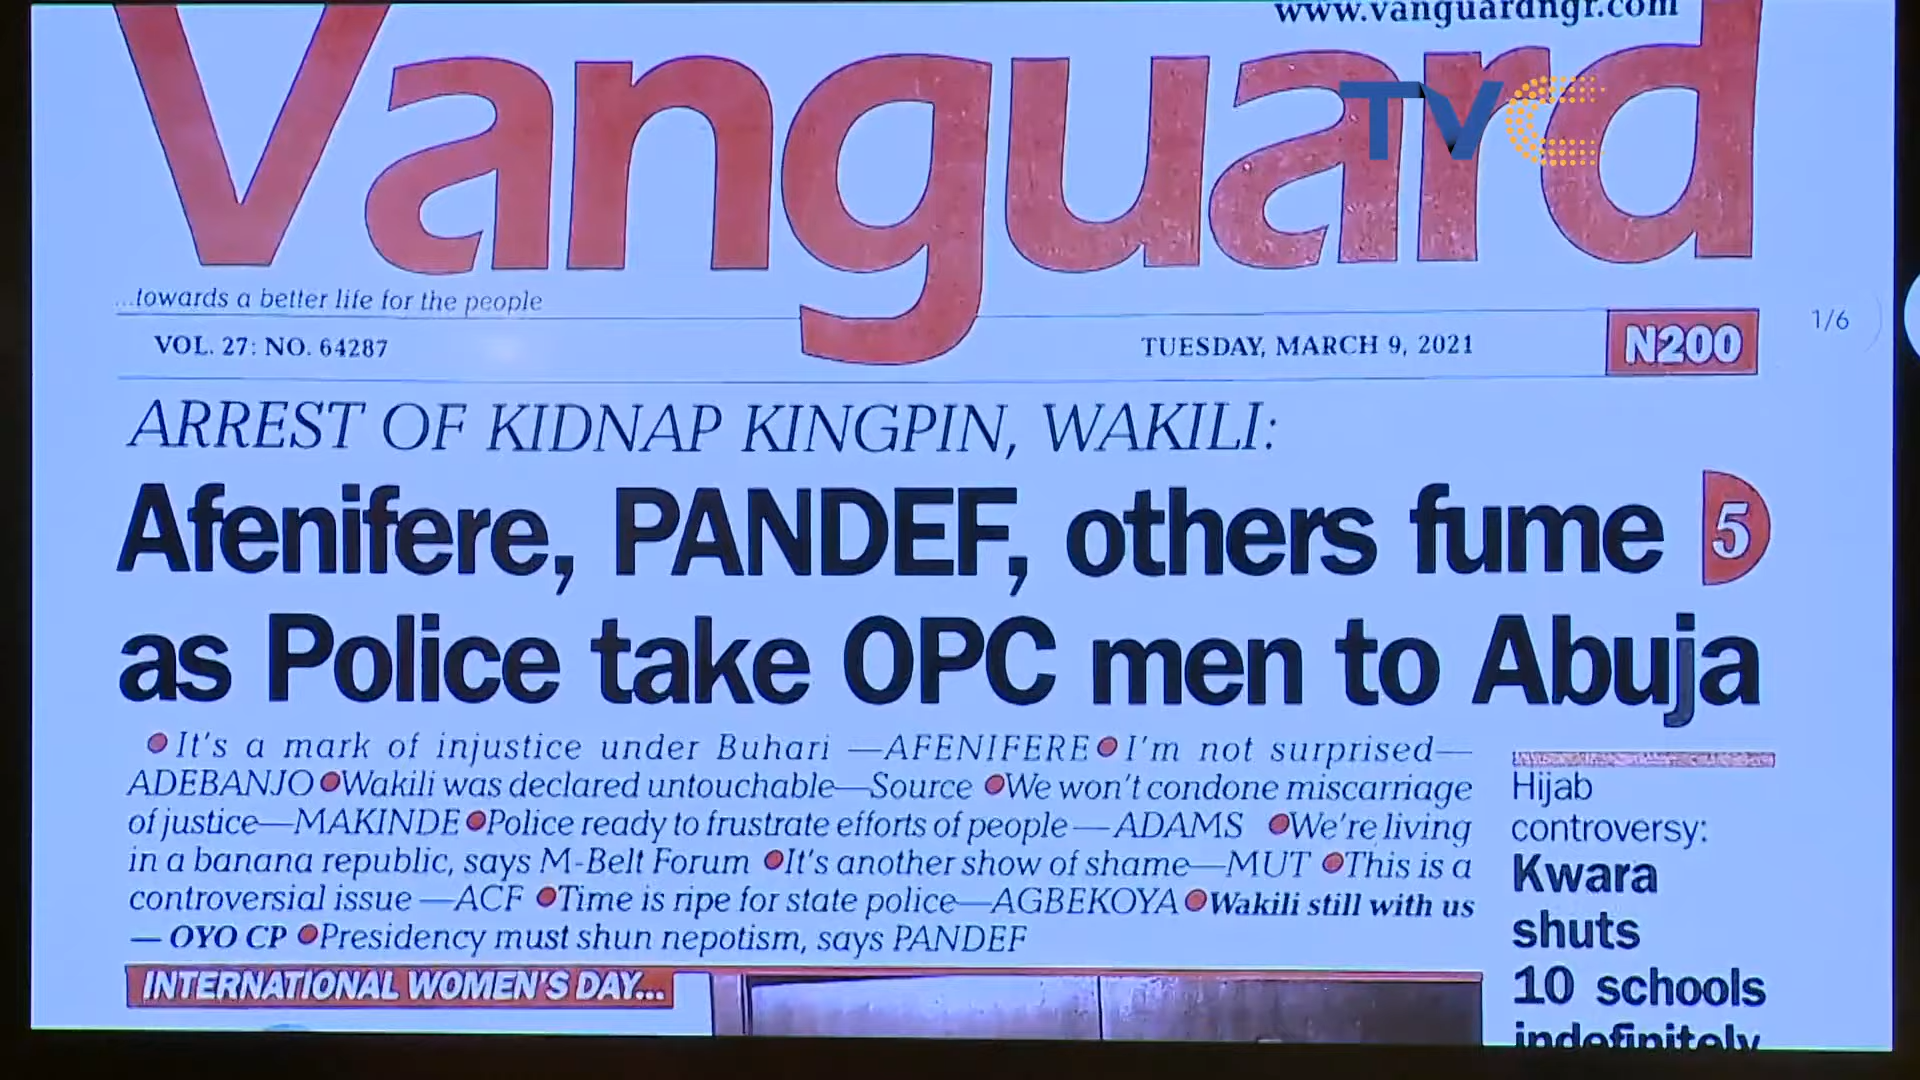 www.vanguardngr.com
Vanguard
TVC
...towards a better life for the people
VOL. 27: NO. 64287
TUESDAY, MARCH 9, 2021
N200
1/6
ARREST OF KIDNAP KINGPIN, WAKILI:
Afenifere, PANDEF, others fume
5
as Police take OPC men to Abuja
●It's a mark of injustice under Buhari —AFENIFERE●I'm not surprised—
ADEBANJO●Wakili was declared untouchable—Source ●We won't condone miscarriage
of justice—MAKINDE●Police ready to frustrate efforts of people—ADAMS ●We're living
in a banana republic, says M-Belt Forum ●It's another show of shame—MUT ●This is a
controversial issue—ACF ●Time is ripe for state police—AGBEKOYA●Wakili still with us
— OYO CP ●Presidency must shun nepotism, says PANDEF
INTERNATIONAL WOMEN'S DAY...
Hijab
controversy:
Kwara
shuts
10 schools
indefinitely